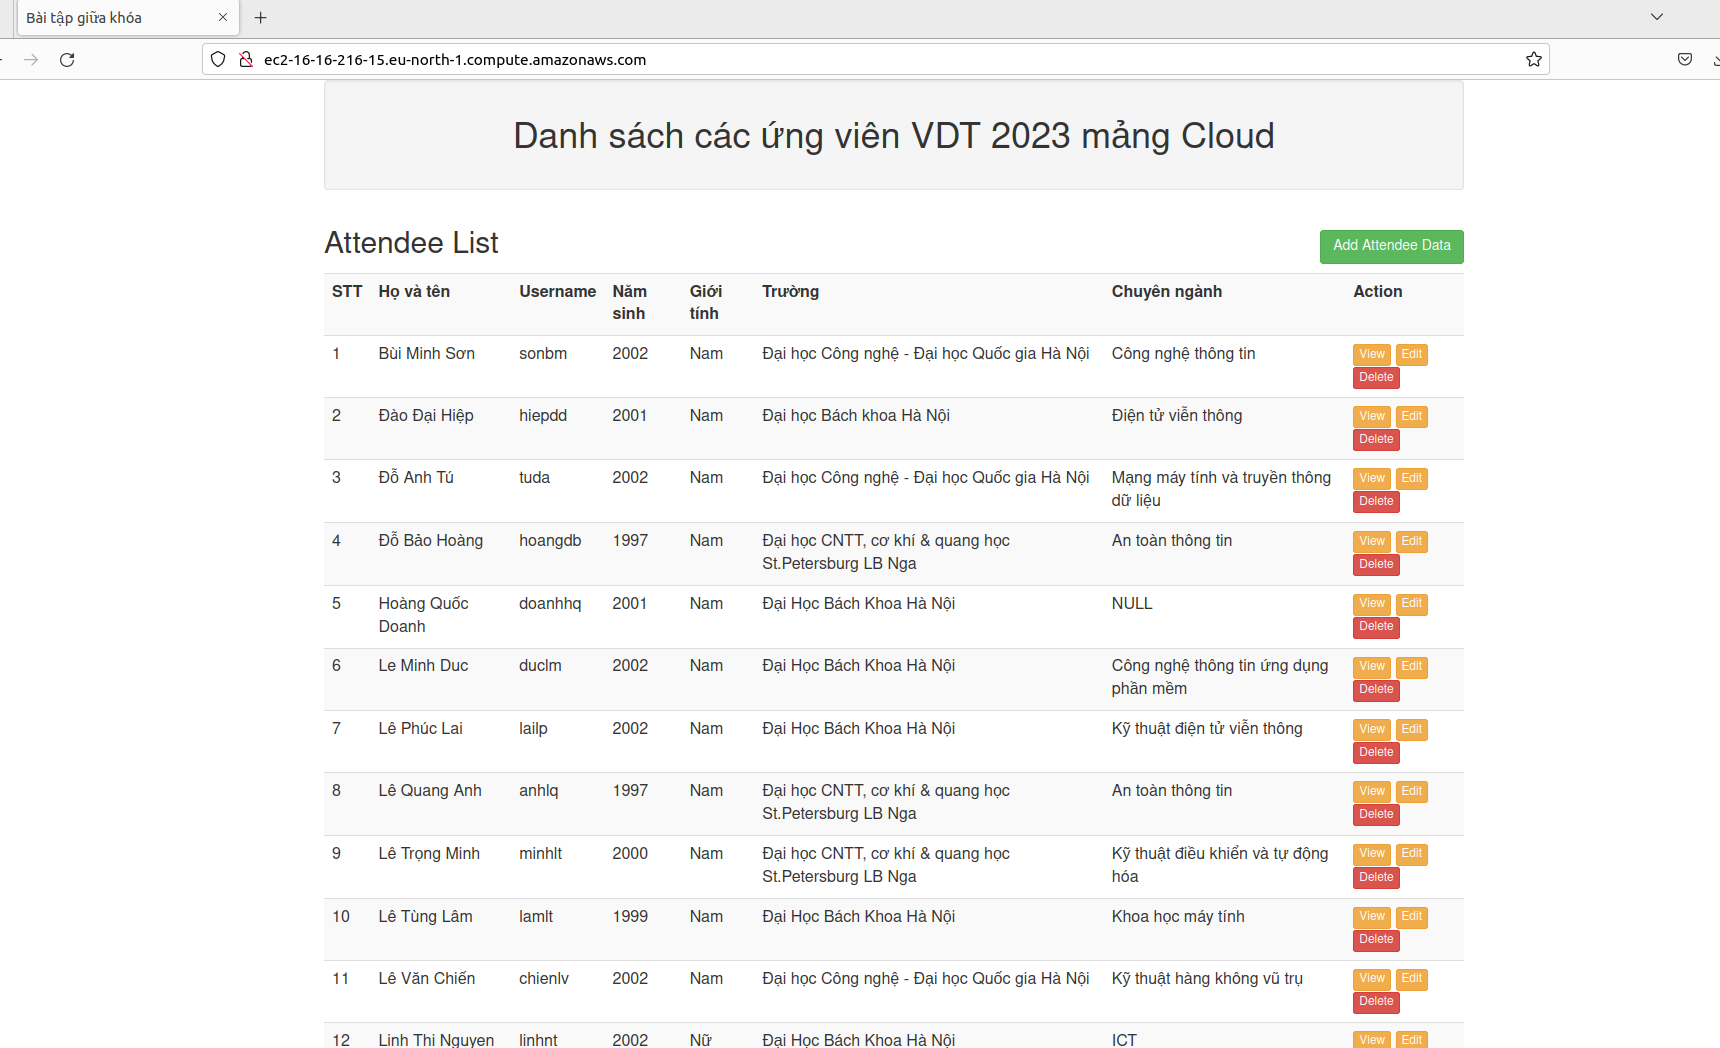 Bài tập giữa khóa
ec2-16-16-216-15.eu-north-1.compute.amazonaws.com
Danh sách các ứng viên VDT 2023 mảng Cloud
Attendee List
Add Attendee Data
STT Họ và tên Username Năm sinh Giới tính Trường Chuyên ngành Action
1 Bùi Minh Sơn sonbm 2002 Nam Đại học Công nghệ - Đại học Quốc gia Hà Nội Công nghệ thông tin View Edit
Delete
2 Đào Đại Hiệp hiepdd 2001 Nam Đại học Bách khoa Hà Nội Điện tử viễn thông View Edit
Delete
3 Đỗ Anh Tú tuda 2002 Nam Đại học Công nghệ - Đại học Quốc gia Hà Nội Mạng máy tính và truyền thông View Edit
dữ liệu Delete
4 Đỗ Bảo Hoàng hoangdb 1997 Nam Đại học CNTT, cơ khí & quang học An toàn thông tin View Edit
St.Petersburg LB Nga Delete
5 Hoàng Quốc doanhhq 2001 Nam Đại Học Bách Khoa Hà Nội NULL View Edit
Doanh Delete
6 Le Minh Duc duclm 2002 Nam Đại Học Bách Khoa Hà Nội Công nghệ thông tin ứng dụng View Edit
phần mềm Delete
7 Lê Phúc Lai lailp 2002 Nam Đại Học Bách Khoa Hà Nội Kỹ thuật điện tử viễn thông View Edit
Delete
8 Lê Quang Anh anhlq 1997 Nam Đại học CNTT, cơ khí & quang học An toàn thông tin View Edit
St.Petersburg LB Nga Delete
9 Lê Trọng Minh minhlt 2000 Nam Đại học CNTT, cơ khí & quang học Kỹ thuật điều khiển và tự động View Edit
St.Petersburg LB Nga hóa Delete
10 Lê Tùng Lâm lamlt 1999 Nam Đại Học Bách Khoa Hà Nội Khoa học máy tính View Edit
Delete
11 Lê Văn Chiến chienlv 2002 Nam Đại học Công nghệ - Đại học Quốc gia Hà Nội Kỹ thuật hàng không vũ trụ View Edit
Delete
12 Linh Thi Nguyen linhnt 2002 Nữ Đại Học Bách Khoa Hà Nội ICT View Edit